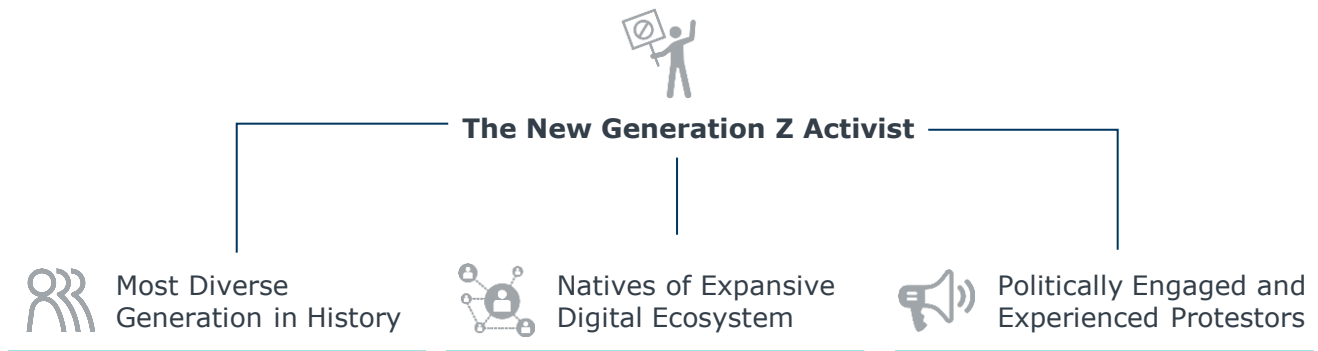 The New Generation Z Activist
Most Diverse
Generation in History
Natives of Expansive
Digital Ecosystem
Politically Engaged and
Experienced Protestors